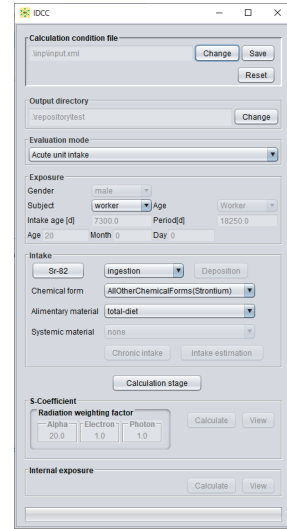 IDCC
Calculation condition file
.\inp\input.xml
Change
Save
Reset
Output directory
.\repository\test
Change
Evaluation mode
Acute unit intake
Exposure
Gender male
Subject worker Age Worker
Intake age [d] 7300.0 Period[d] 18250.0
Age 20 Month 0 Day 0
Intake
Sr-82 ingestion Deposition
Chemical form AllOtherChemicalForms(Strontium)
Alimentary material total-diet
Systemic material none
Chronic intake Intake estimation
Calculation stage
S-Coefficient
Radiation weighting factor
Alpha Electron Photon Calculate View
20.0 1.0 1.0
Internal exposure
Calculate View